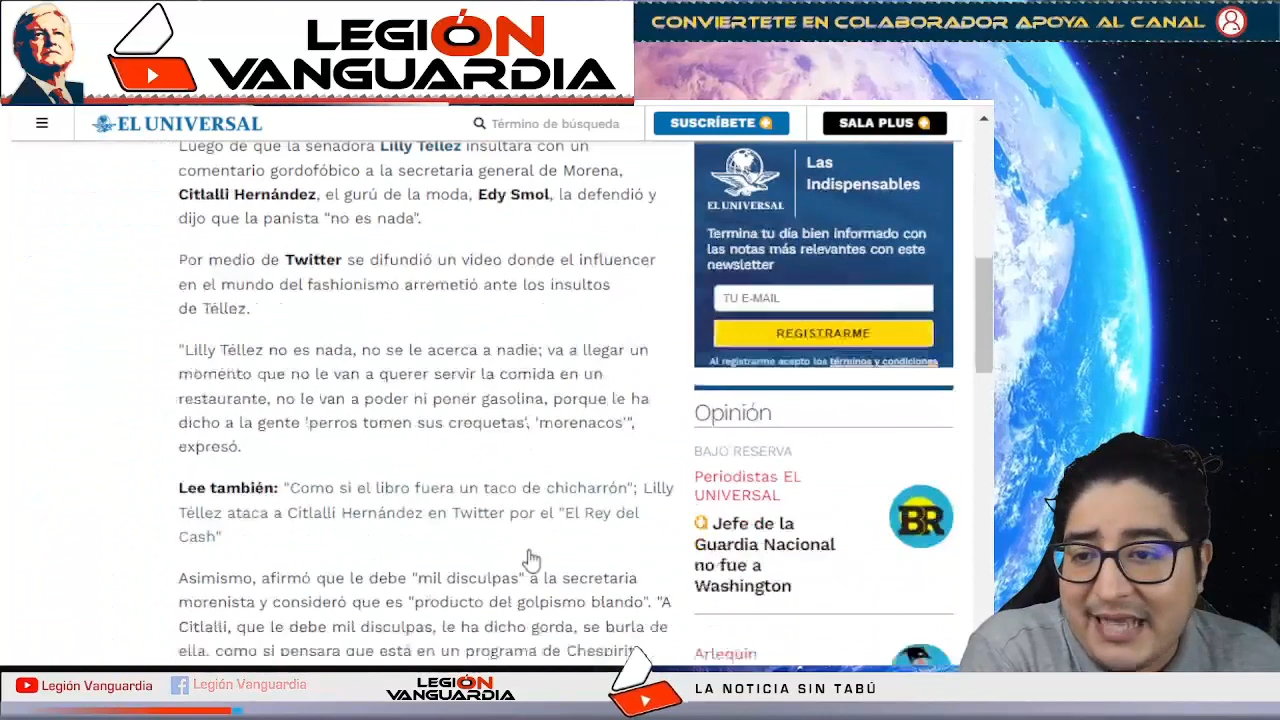 LEGIÓN
VANGUARDIA
CONVIERTETE EN COLABORADOR APOYA AL CANAL
EL UNIVERSAL
Término de búsqueda
SUSCRÍBETE
SALA PLUS
Luego de que la senadora Lilly Téllez insultara con un
comentario gordofóbico a la secretaria general de Morena,
Citlalli Hernández, el gurú de la moda, Edy Smol, la defendió y
dijo que la panista "no es nada".
Por medio de Twitter se difundió un video donde el influencer
en el mundo del fashionismo arremetió ante los insultos
de Téllez.
"Lilly Téllez no es nada, no se le acerca a nadie; va a llegar un
momento que no le van a querer servir la comida en un
restaurante, no le van a poder ni poner gasolina, porque le ha
dicho a la gente 'perros tomen sus croquetas', 'morenacos'",
expresó.
Lee también: "Como si el libro fuera un taco de chicharrón"; Lilly
Téllez ataca a Citlalli Hernández en Twitter por el "El Rey del
Cash"
Asimismo, afirmó que le debe "mil disculpas" a la secretaria
morenista y consideró que es "producto del golpismo blando". "A
Citlalli, que le debe mil disculpas, le ha dicho gorda, se burla de
ella, como si pensara que está en un programa de
EL UNIVERSAL
Las
Indispensables
Termina tu día bien informado con
las notas más relevantes con este
newsletter
TU E-MAIL
REGISTRARME
Al registrarme acepto los términos y condiciones
Opinión
BAJO RESERVA
Periodistas EL
UNIVERSAL
Jefe de la
Guardia Nacional
no fue a
Washington
BR
Arlequín
Legión Vanguardia
Legión Vanguardia
LEGIÓN
VANGUARDIA
LA NOTICIA SIN TABÚ